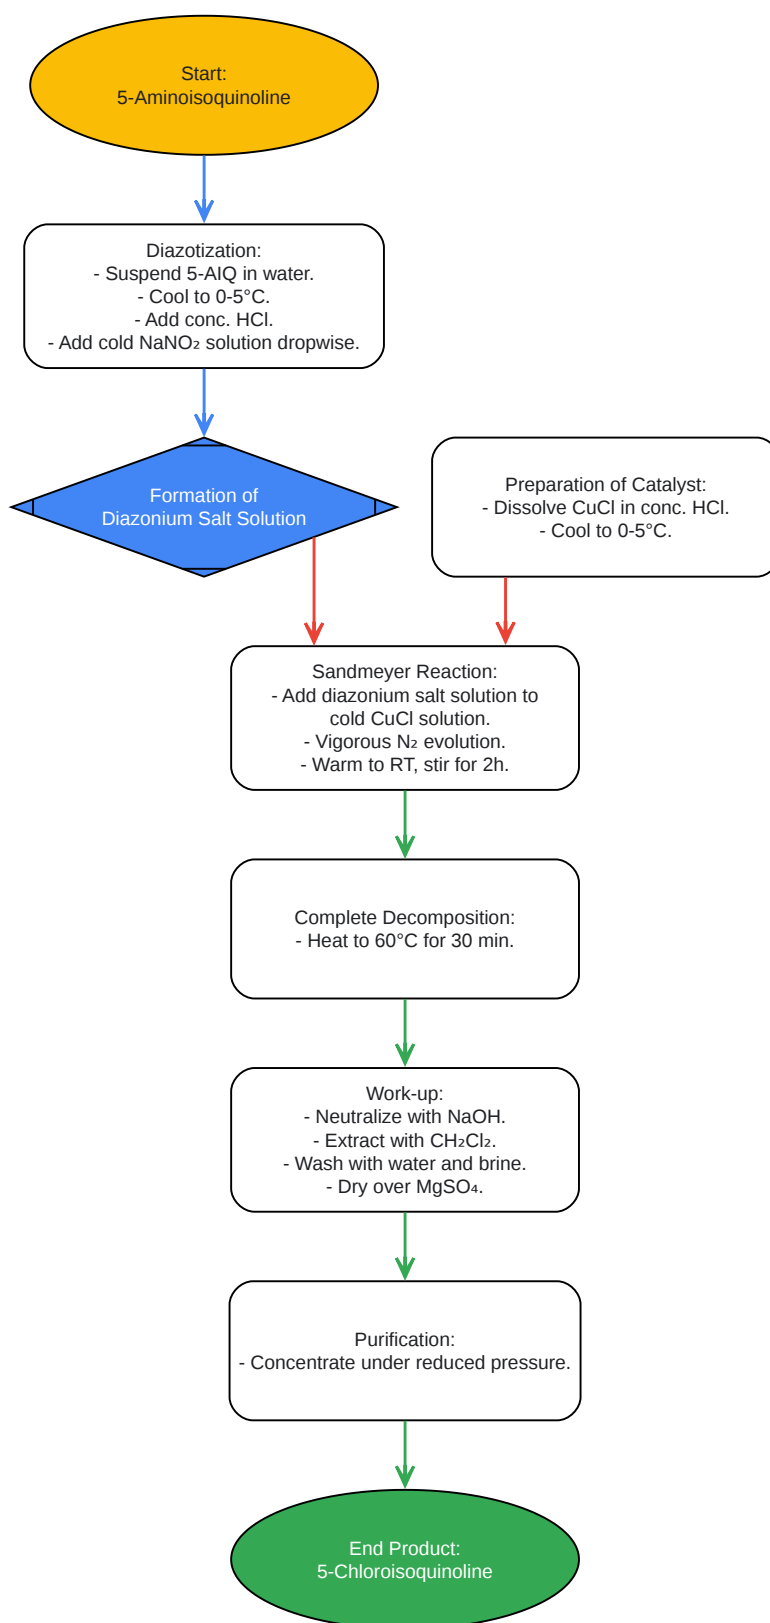 Start:
5-Aminoisoquinoline
Diazotization:
- Suspend 5-AIQ in water.
- Cool to 0-5°C.
- Add conc. HCl.
- Add cold NaNO₂ solution dropwise.
Formation of
Diazonium Salt Solution
Preparation of Catalyst:
- Dissolve CuCl in conc. HCl.
- Cool to 0-5°C.
Sandmeyer Reaction:
- Add diazonium salt solution to
cold CuCl solution.
- Vigorous N₂ evolution.
- Warm to RT, stir for 2h.
Complete Decomposition:
- Heat to 60°C for 30 min.
Work-up:
- Neutralize with NaOH.
- Extract with CH₂Cl₂.
- Wash with water and brine.
- Dry over MgSO₄.
Purification:
- Concentrate under reduced pressure.
End Product:
5-Chloroisoquinoline